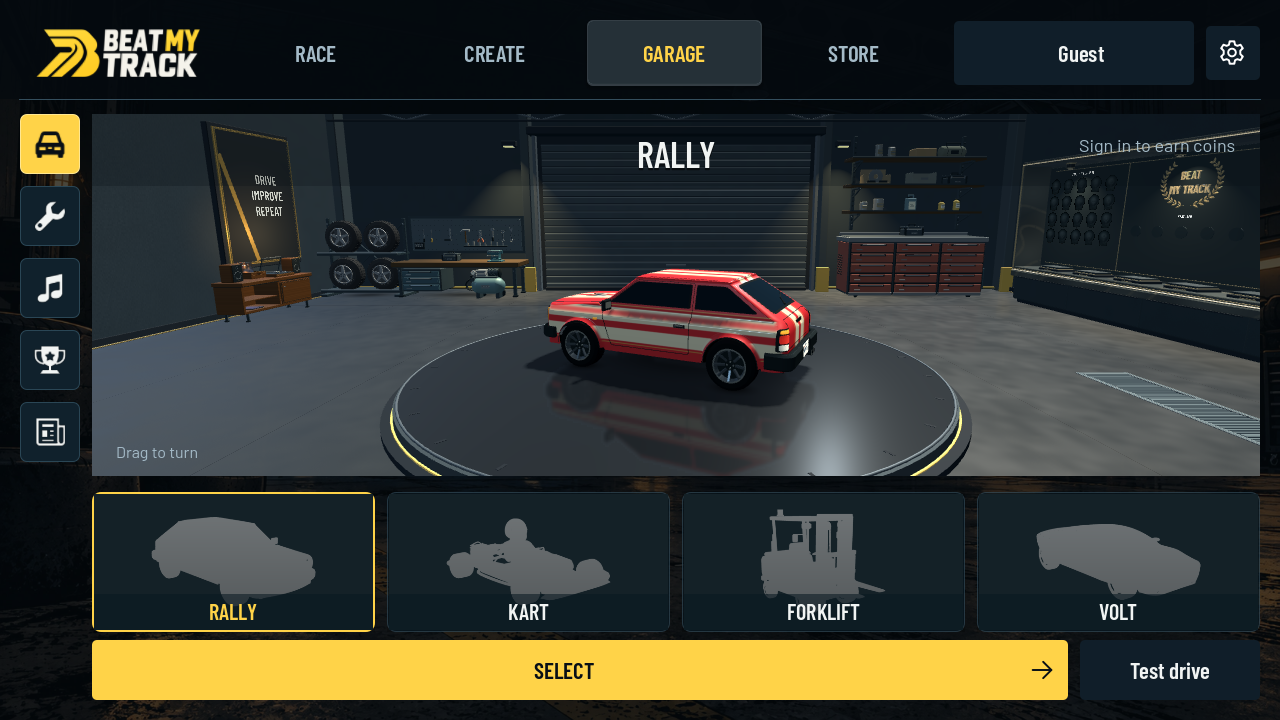 BEAT MY TRACK
RACE
CREATE
GARAGE
STORE
Guest
RALLY
Sign in to earn coins
DRIVE
IMPROVE
REPEAT
BEAT
MY TRACK
Drag to turn
RALLY
KART
FORKLIFT
VOLT
SELECT
Test drive